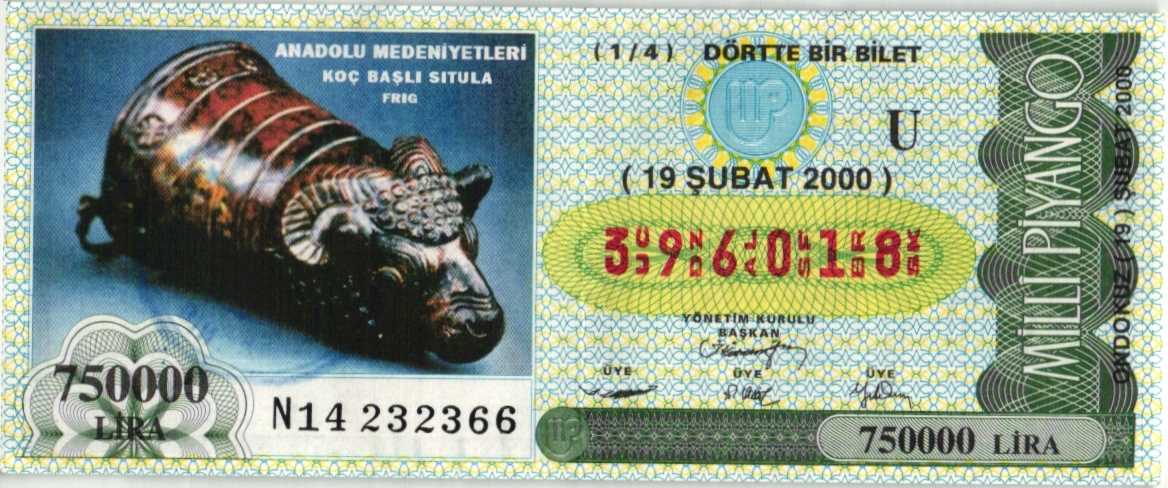 ANADOLU MEDENİYETLERİ
KOÇ BAŞLI SITULA
FRIG
750000
LİRA
N14 232366
(1/4) DÖRTTE BİR BİLET
U
(19 ŞUBAT 2000)
396018
YÖNETİM KURULU
BAŞKAN
ÜYE ÜYE ÜYE
750000 LİRA
MİLLİ PİYANGO
ONDOKUZ (19) ŞUBAT 2000